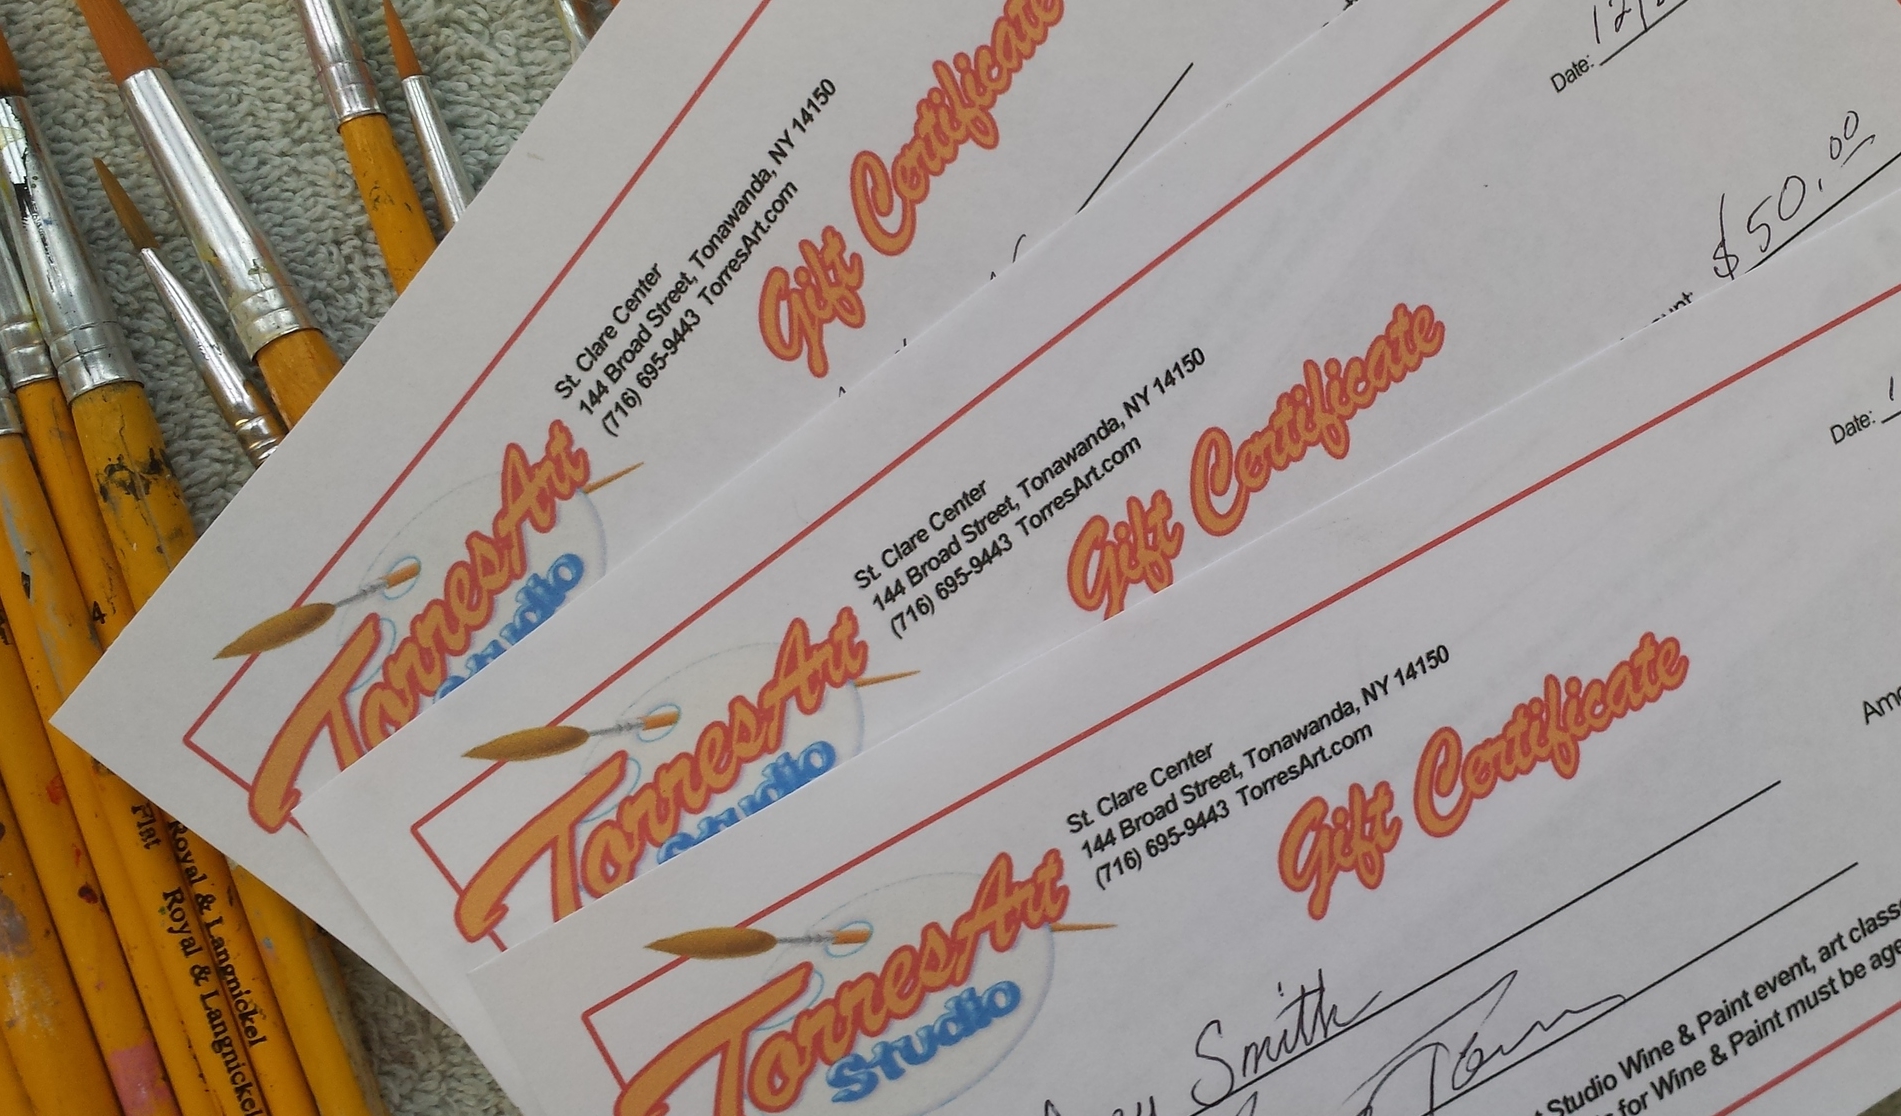 St. Clare Center
144 Broad Street, Tonawanda, NY 14150
(716) 695-9443 TorresArt.com
Gift Certificate
TorresArt
Studio
Date: 12/
$50.00
St. Clare Center
144 Broad Street, Tonawanda, NY 14150
(716) 695-9443 TorresArt.com
Gift Certificate
TorresArt
Studio
Date:
St. Clare Center
144 Broad Street, Tonawanda, NY 14150
(716) 695-9443 TorresArt.com
Gift Certificate
TorresArt
Studio
Smith
Studio Wine & Paint event, art classe
for Wine & Paint must be age
4
Flat
Royal & Langnickel
Royal & Langnickel